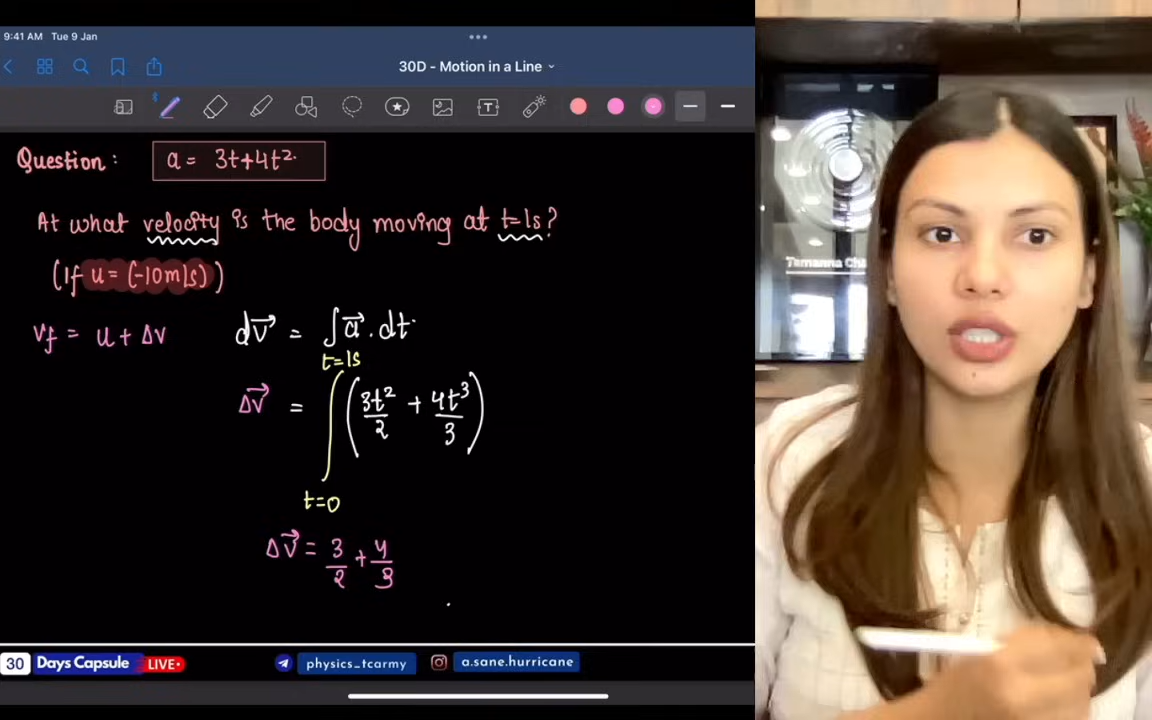 9:41 AM Tue 9 Jan
30D - Motion in a Line
Question: a = 3t+4t²
At what velocity is the body moving at t=1s?
(If u = (-10m/s))
vf = u + Δv
dv⃗ = ∫a⃗.dt
t=1s
Δv⃗ = ∫(3t²/2 + 4t³/3)
t=0
Δv⃗ = 3/2 + 4/3
30 Days Capsule LIVE
physics_tcarmy
a.sane.hurricane